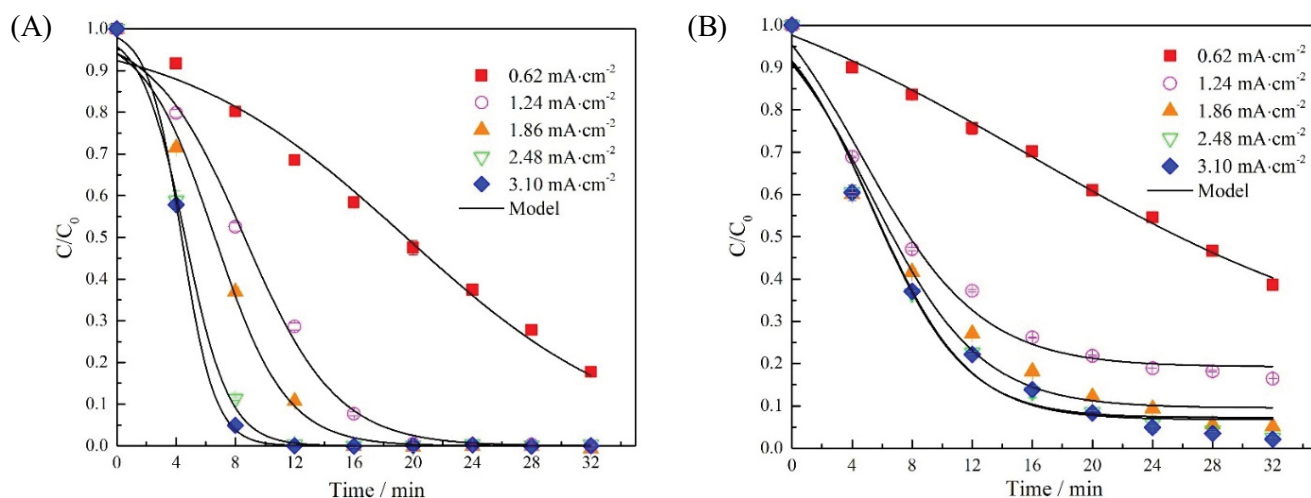 (A)
1.0
0.9
0.8
0.7
0.6
0.5
0.4
0.3
0.2
0.1
0.0
C/C₀
0 4 8 12 16 20 24 28 32
Time / min
0.62 mA·cm⁻²
1.24 mA·cm⁻²
1.86 mA·cm⁻²
2.48 mA·cm⁻²
3.10 mA·cm⁻²
Model
(B)
1.0
0.9
0.8
0.7
0.6
0.5
0.4
0.3
0.2
0.1
0.0
C/C₀
0 4 8 12 16 20 24 28 32
Time / min
0.62 mA·cm⁻²
1.24 mA·cm⁻²
1.86 mA·cm⁻²
2.48 mA·cm⁻²
3.10 mA·cm⁻²
Model